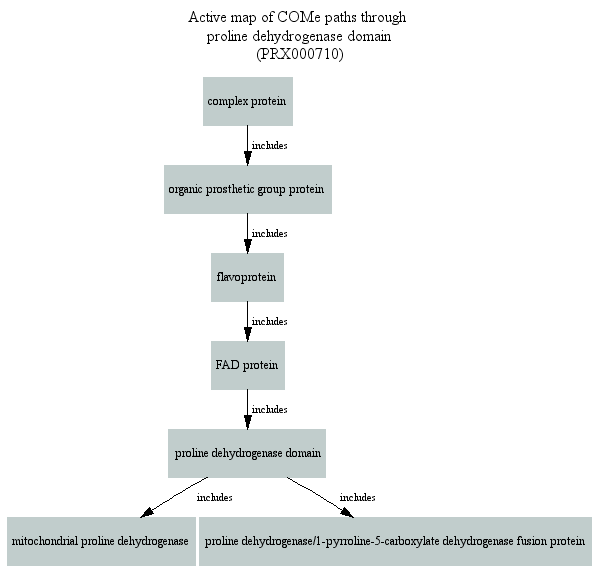 Active map of COMe paths through
proline dehydrogenase domain
(PRX000710)
complex protein
includes
organic prosthetic group protein
includes
flavoprotein
includes
FAD protein
includes
proline dehydrogenase domain
includes
includes
mitochondrial proline dehydrogenase
proline dehydrogenase/1-pyrroline-5-carboxylate dehydrogenase fusion protein